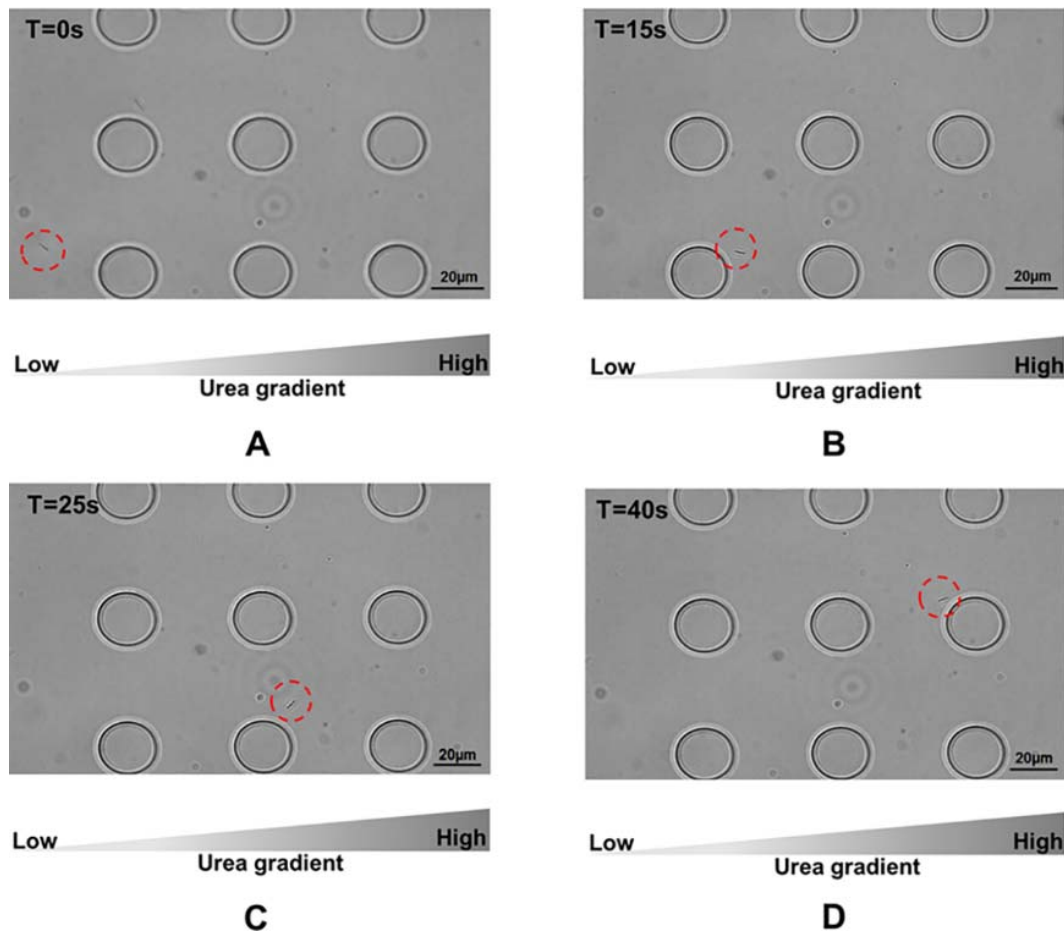 T=0s
20µm
Low High
Urea gradient
A
T=15s
20µm
Low High
Urea gradient
B
T=25s
20µm
Low High
Urea gradient
C
T=40s
20µm
Low High
Urea gradient
D